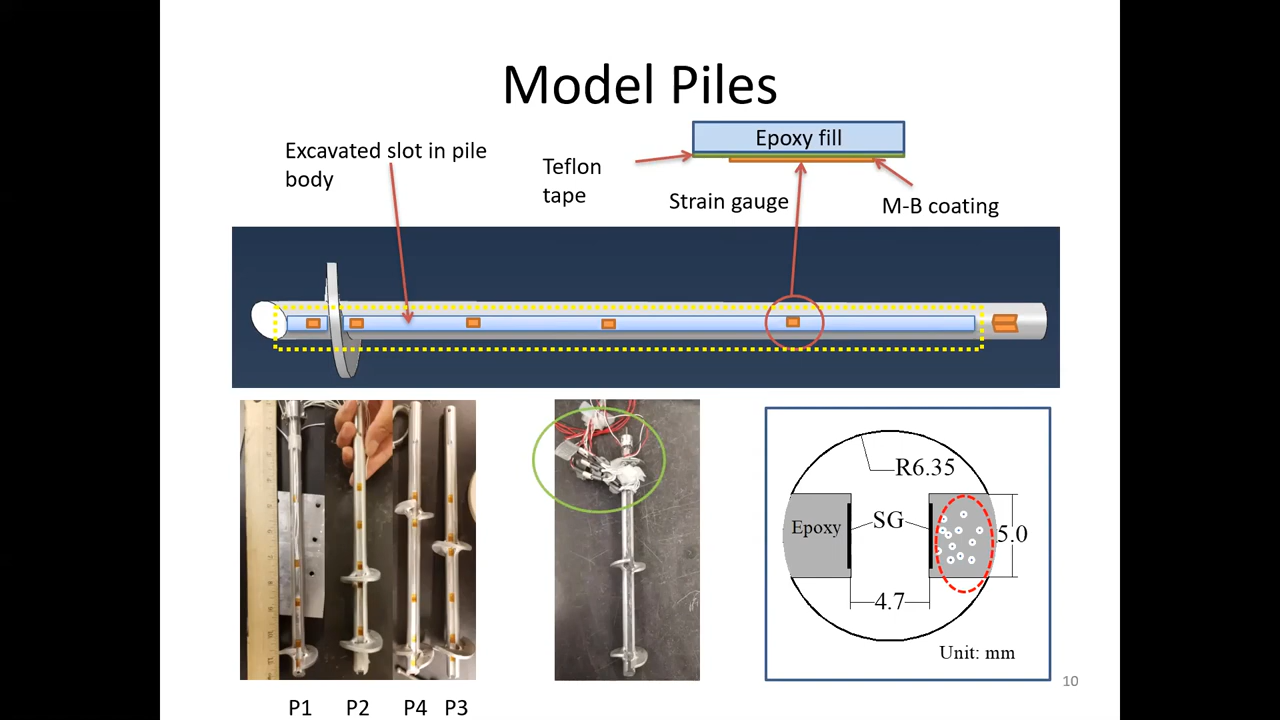 Model Piles
Excavated slot in pile
body
Teflon
tape
Epoxy fill
Strain gauge
M-B coating
R6.35
Epoxy
SG
5.0
4.7
Unit: mm
P1
P2
P4
P3
10